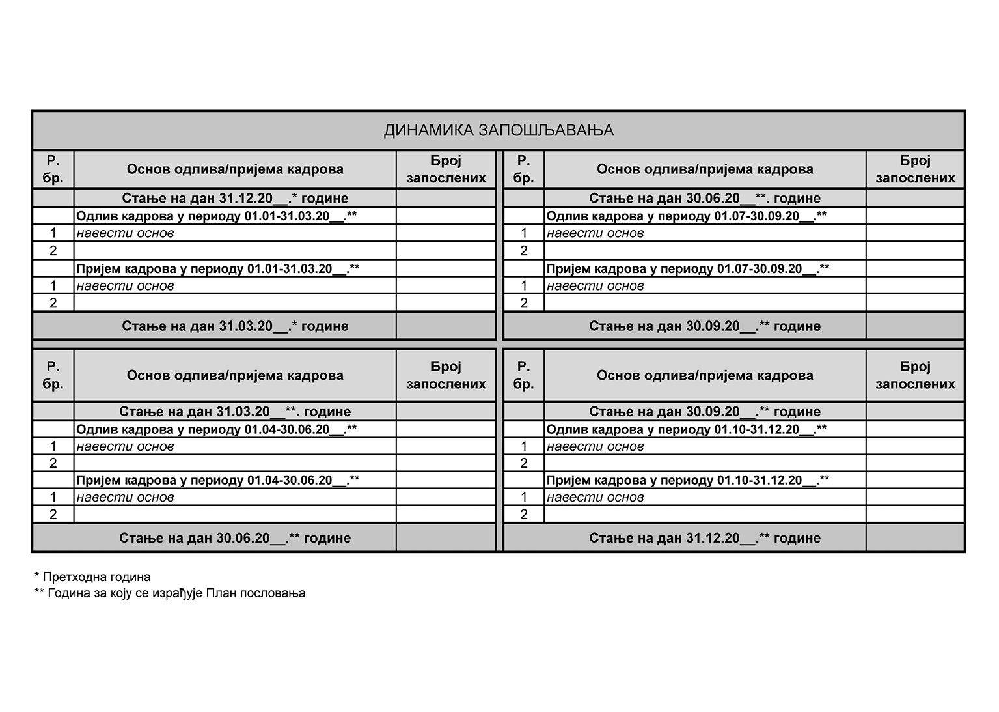 ДИНАМИКА ЗАПОШЉАВАЊА
Р. бр. Основ одлива/пријема кадрова Број запослених
Стање на дан 31.12.20__.* године
Одлив кадрова у периоду 01.01-31.03.20__.**
1 навести основ
2
Пријем кадрова у периоду 01.01-31.03.20__.**
1 навести основ
2
Стање на дан 31.03.20__.* године
Р. бр. Основ одлива/пријема кадрова Број запослених
Стање на дан 30.06.20__**. године
Одлив кадрова у периоду 01.07-30.09.20__.**
1 навести основ
2
Пријем кадрова у периоду 01.07-30.09.20__.**
1 навести основ
2
Стање на дан 30.09.20__.** године
Р. бр. Основ одлива/пријема кадрова Број запослених
Стање на дан 31.03.20__**. године
Одлив кадрова у периоду 01.04-30.06.20__.**
1 навести основ
2
Пријем кадрова у периоду 01.04-30.06.20__.**
1 навести основ
2
Стање на дан 30.06.20__.** године
Р. бр. Основ одлива/пријема кадрова Број запослених
Стање на дан 30.09.20__.** године
Одлив кадрова у периоду 01.10-31.12.20__.**
1 навести основ
2
Пријем кадрова у периоду 01.10-31.12.20__.**
1 навести основ
2
Стање на дан 31.12.20__.** године
* Претходна година
** Година за коју се израђује План пословања